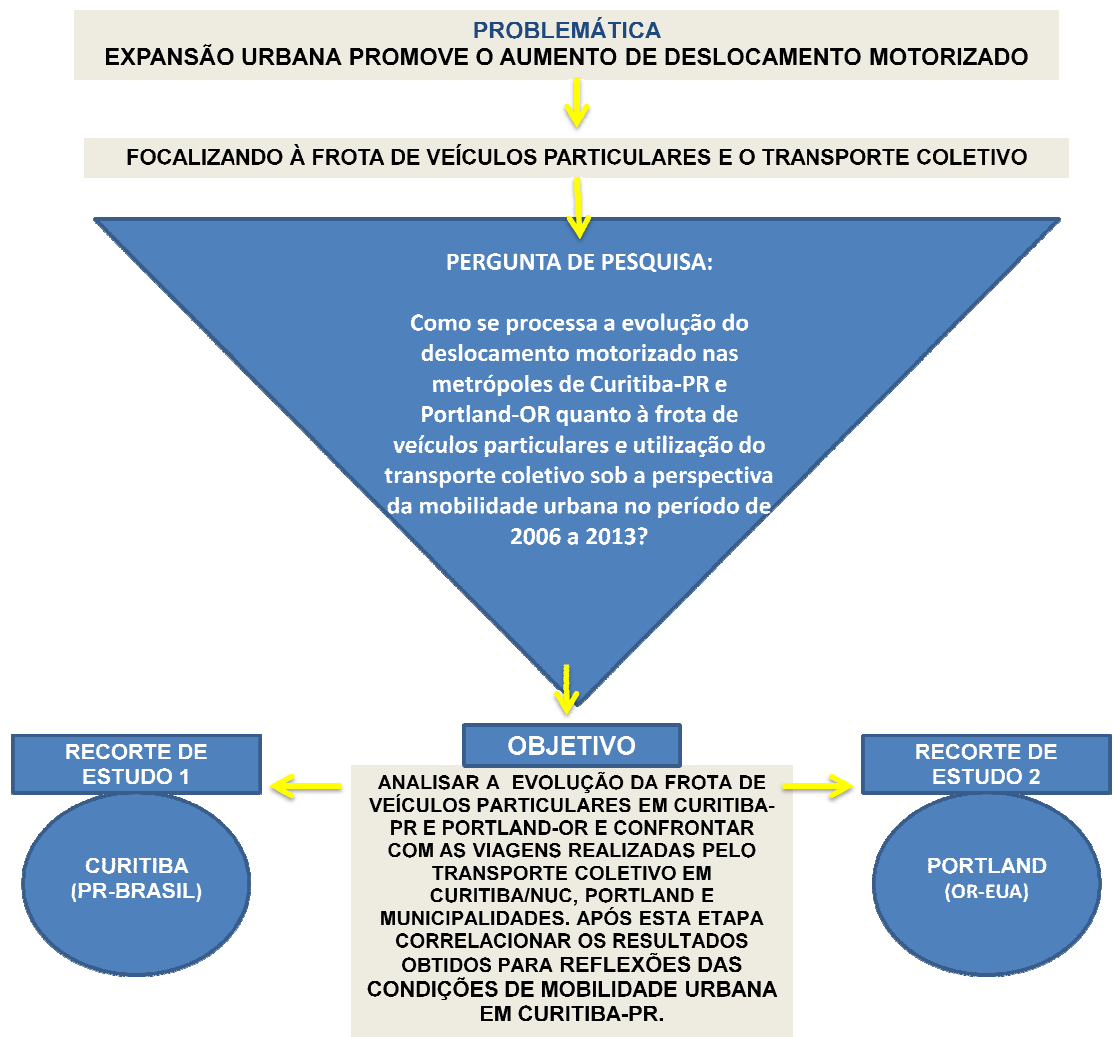 PROBLEMÁTICA
EXPANSÃO URBANA PROMOVE O AUMENTO DE DESLOCAMENTO MOTORIZADO
FOCALIZANDO À FROTA DE VEÍCULOS PARTICULARES E O TRANSPORTE COLETIVO
PERGUNTA DE PESQUISA:
Como se processa a evolução do
deslocamento motorizado nas
metrópoles de Curitiba-PR e
Portland-OR quanto à frota de
veículos particulares e utilização do
transporte coletivo sob a perspectiva
da mobilidade urbana no período de
2006 a 2013?
RECORTE DE
ESTUDO 1
CURITIBA
(PR-BRASIL)
OBJETIVO
ANALISAR A EVOLUÇÃO DA FROTA DE
VEÍCULOS PARTICULARES EM CURITIBA-
PR E PORTLAND-OR E CONFRONTAR
COM AS VIAGENS REALIZADAS PELO
TRANSPORTE COLETIVO EM
CURITIBA/NUC, PORTLAND E
MUNICIPALIDADES. APÓS ESTA ETAPA
CORRELACIONAR OS RESULTADOS
OBTIDOS PARA REFLEXÕES DAS
CONDIÇÕES DE MOBILIDADE URBANA
EM CURITIBA-PR.
RECORTE DE
ESTUDO 2
PORTLAND
(OR-EUA)